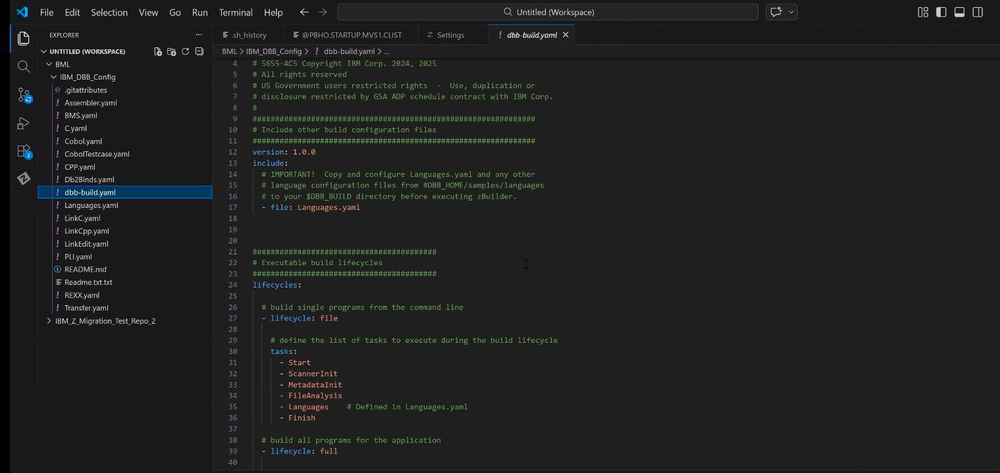 File Edit Selection View Go Run Terminal Help Untitled (Workspace)
EXPLORER
UNTITLED (WORKSPACE)
BML
IBM_DBB_Config
.gitattributes
Assembler.yaml
BMS.yaml
C.yaml
Cobol.yaml
CobolTestcase.yaml
CPP.yaml
Db2Binds.yaml
dbb-build.yaml
Languages.yaml
LinkC.yaml
LinkCpp.yaml
LinkEdit.yaml
PLI.yaml
README.md
Readme.txt.txt
REXX.yaml
Transfer.yaml
IBM_Z_Migration_Test_Repo_2
2
.sh_history @PBHO.STARTUP.MVS1.CLIST Settings dbb-build.yaml
BML > IBM_DBB_Config > dbb-build.yaml > ...
4 # 5655-AC5 Copyright IBM Corp. 2024, 2025
5 # All rights reserved
6 # US Government users restricted rights - Use, duplication or
7 # disclosure restricted by GSA ADP schedule contract with IBM Corp.
8 #
9 ###############################################################
10 # Include other build configuration files
11 ###############################################################
12 version: 1.0.0
13 include:
14 # IMPORTANT! Copy and configure Languages.yaml and any other
15 # language configuration files from #DBB_HOME/samples/languages
16 # to your $DBB_BUILD directory before executing zBuilder.
17 - file: Languages.yaml
18
19
20
21 #########################################
22 # Executable build lifecycles
23 #########################################
24 lifecycles:
25
26 # build single programs from the command line
27 - lifecycle: file
28
29 # define the list of tasks to execute during the build lifecycle
30 tasks:
31 - Start
32 - ScannerInit
33 - MetadataInit
34 - FileAnalysis
35 - Languages # Defined in Languages.yaml
36 - Finish
37
38 # build all programs for the application
39 - lifecycle: full
40